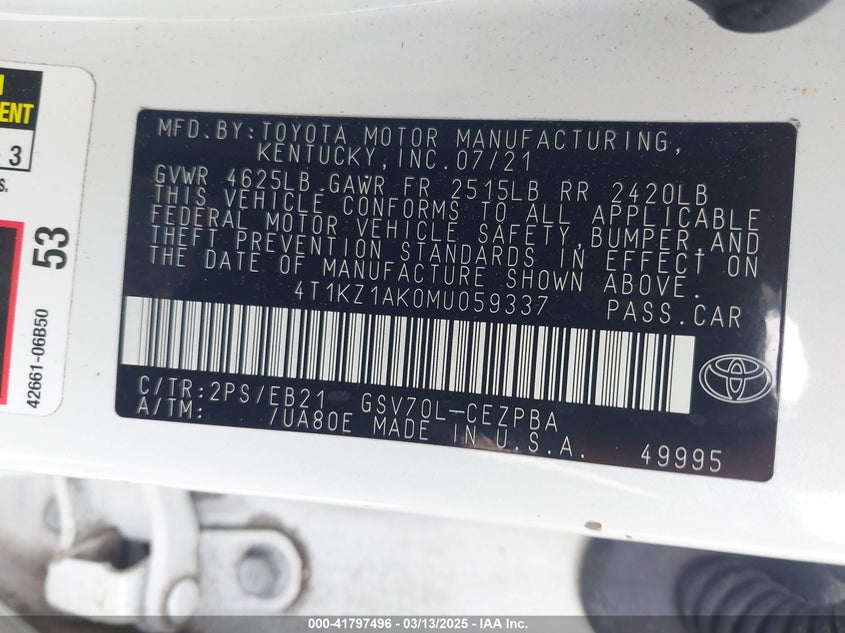 ENT
3
s.
53
42661-06B50
MFD.BY:TOYOTA MOTOR MANUFACTURING,
KENTUCKY,INC.07/21
GVWR 4625LB GAWR FR 2515LB RR 2420LB
THIS VEHICLE CONFORMS TO ALL APPLICABLE
FEDERAL MOTOR VEHICLE SAFETY,BUMPER,AND
THEFT PREVENTION STANDARDS IN EFFECT ON
THE DATE OF MANUFACTURE SHOWN ABOVE.
4T1KZ1AK0MU059337 PASS.CAR
C/TR:2PS/EB21 GSV70L-CEZPBA
A/TM: /UA80E MADE IN U.S.A.
49995
000-41797496 - 03/13/2025 - IAA Inc.